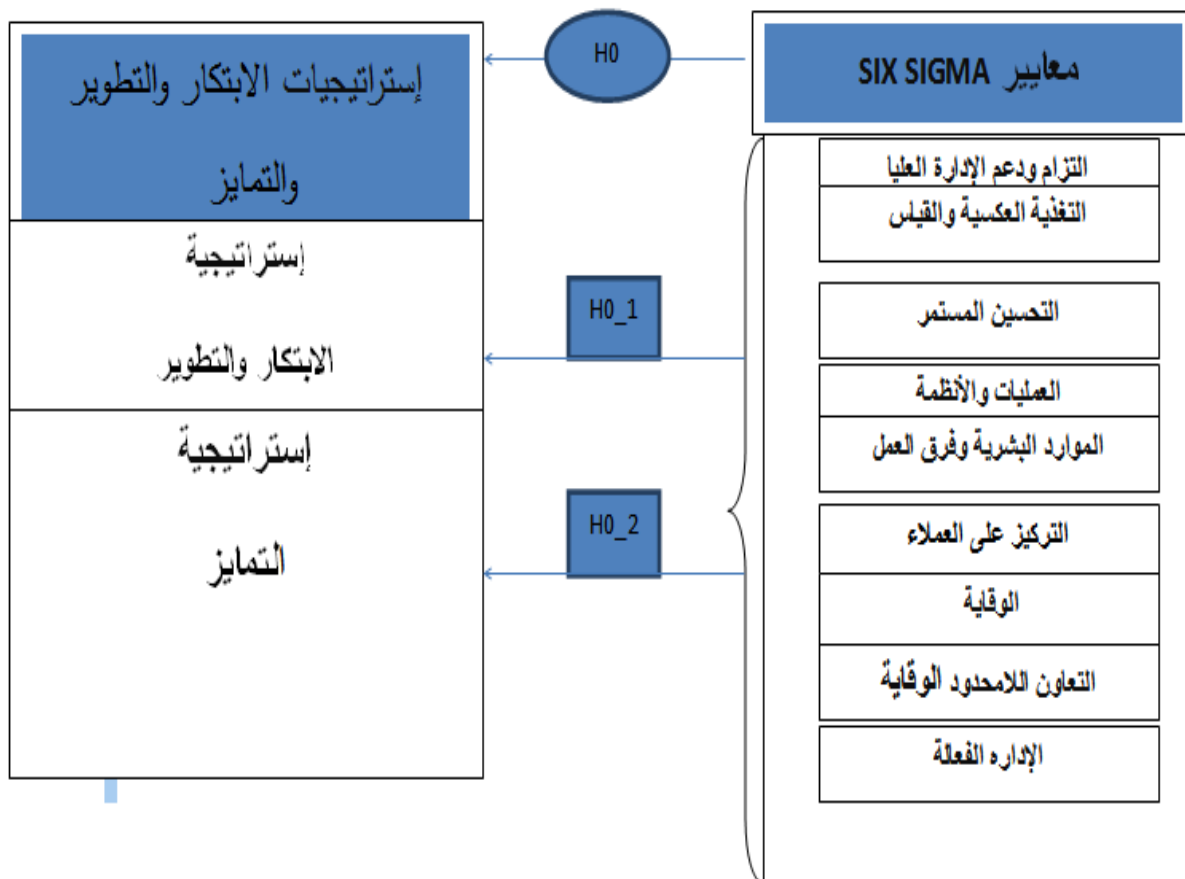 معايير SIX SIGMA
التزام ودعم الإدارة العليا
التغذية العكسية والقياس
التحسين المستمر
العمليات والأنظمة
الموارد البشرية وفرق العمل
التركيز على العملاء
الوقاية
التعاون اللامحدود الوقاية
الإداره الفعالة
H0
H0_1
H0_2
إستراتيجيات الابتكار والتطوير
والتمايز
إستراتيجية
الابتكار والتطوير
إستراتيجية
التمايز